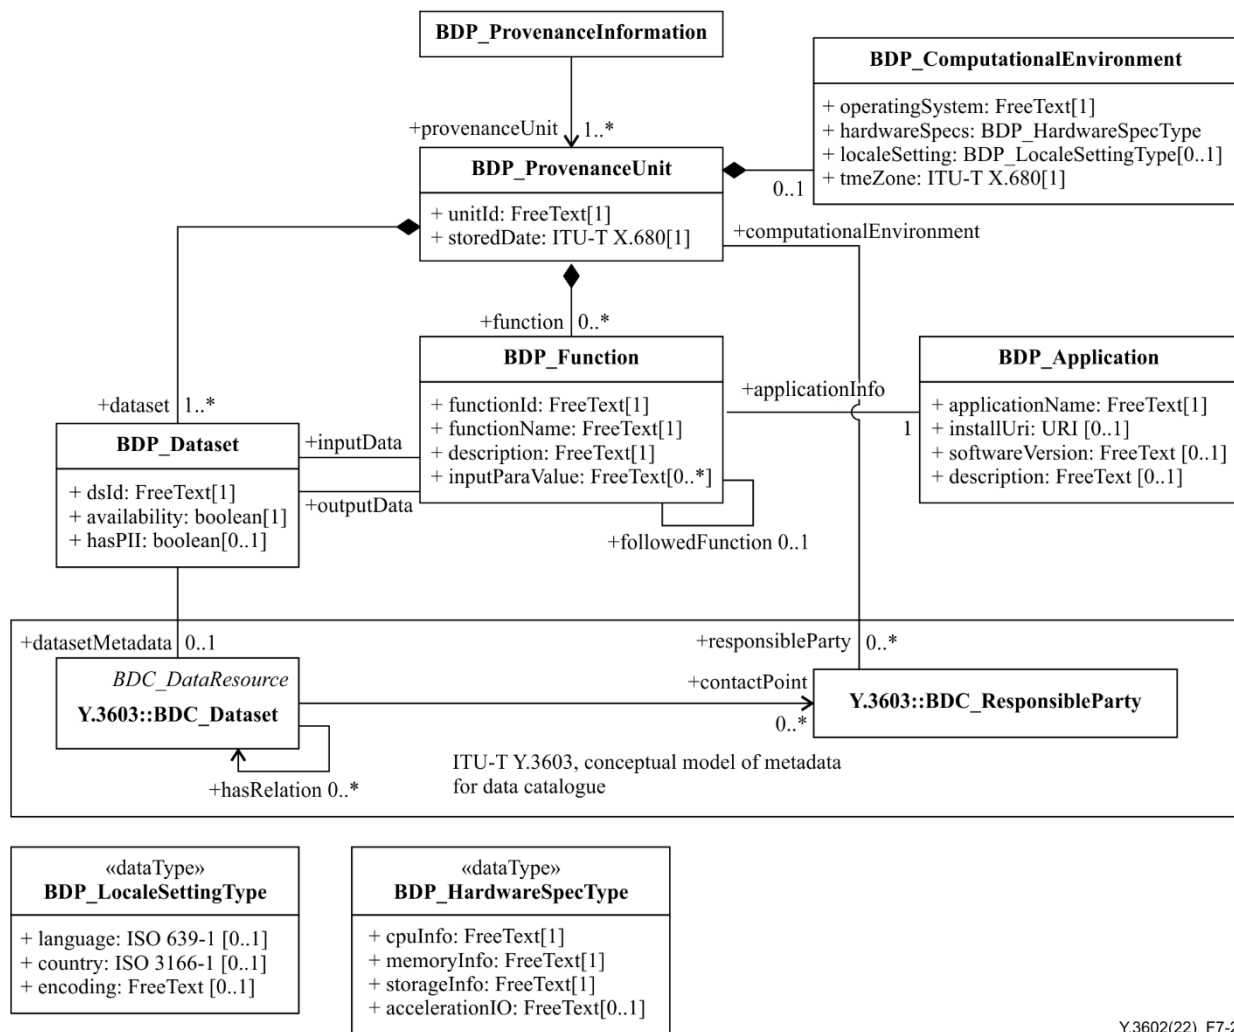 BDP_ProvenanceInformation
BDP_ComputationalEnvironment
+ operatingSystem: FreeText[1]
+ hardwareSpecs: BDP_HardwareSpecType
+ localeSetting: BDP_LocaleSettingType[0..1]
+ tmeZone: ITU-T X.680[1]
+provenanceUnit 1..*
BDP_ProvenanceUnit
+ unitId: FreeText[1]
+ storedDate: ITU-T X.680[1]
0..1
+computationalEnvironment
+function 0..*
BDP_Function
+ functionId: FreeText[1]
+ functionName: FreeText[1]
+ description: FreeText[1]
+ inputParaValue: FreeText[0..*]
+followedFunction 0..1
+applicationInfo
1
BDP_Application
+ applicationName: FreeText[1]
+ installUri: URI [0..1]
+ softwareVersion: FreeText [0..1]
+ description: FreeText [0..1]
+dataset 1..*
BDP_Dataset
+ dsId: FreeText[1]
+ availability: boolean[1]
+ hasPII: boolean[0..1]
+inputData
+outputData
+datasetMetadata 0..1
BDC_DataResource
Y.3603::BDC_Dataset
+hasRelation 0..*
+responsibleParty 0..*
+contactPoint
0..*
Y.3603::BDC_ResponsibleParty
ITU-T Y.3603, conceptual model of metadata
for data catalogue
«dataType»
BDP_LocaleSettingType
+ language: ISO 639-1 [0..1]
+ country: ISO 3166-1 [0..1]
+ encoding: FreeText [0..1]
«dataType»
BDP_HardwareSpecType
+ cpuInfo: FreeText[1]
+ memoryInfo: FreeText[1]
+ storageInfo: FreeText[1]
+ accelerationIO: FreeText[0..1]
Y.3602(22)_F7-2